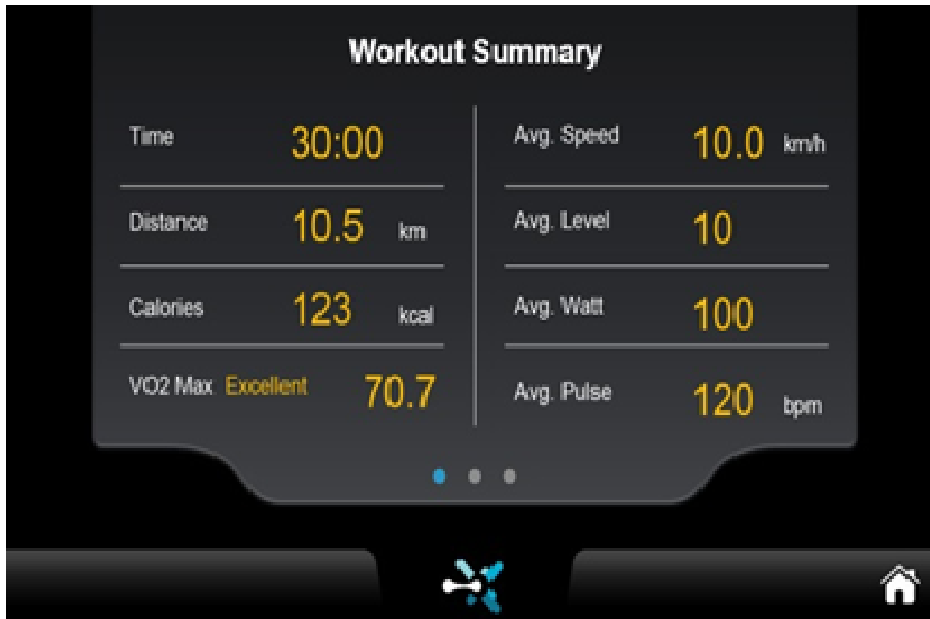 Workout Summary
Time 30:00
Distance 10.5 km
Calories 123 kcal
VO2 Max Excellent 70.7
Avg. Speed 10.0 km/h
Avg. Level 10
Avg. Watt 100
Avg. Pulse 120 bpm